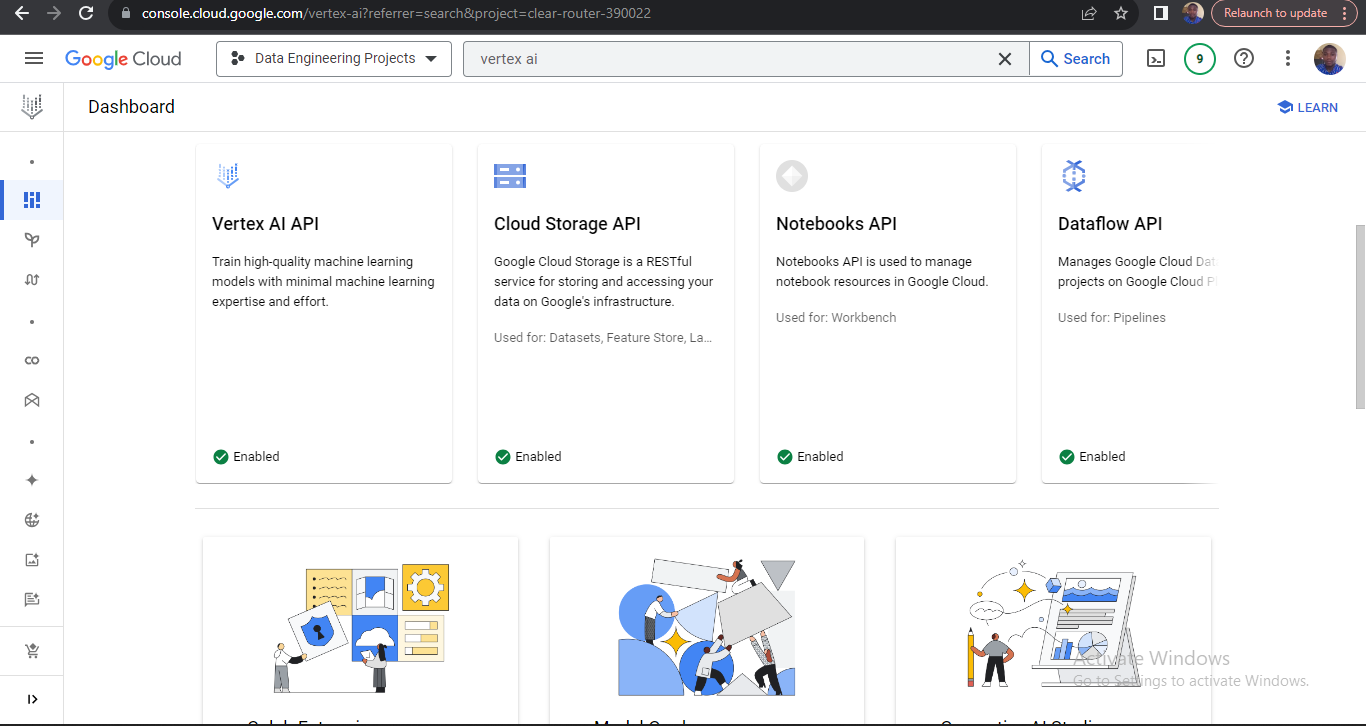 console.cloud.google.com/vertex-ai?referrer=search&project=clear-router-390022
Relaunch to update
Google Cloud
Data Engineering Projects
vertex ai
Search
9
Dashboard
LEARN
Vertex AI API
Train high-quality machine learning
models with minimal machine learning
expertise and effort.
Enabled
Cloud Storage API
Google Cloud Storage is a RESTful
service for storing and accessing your
data on Google's infrastructure.
Used for: Datasets, Feature Store, La...
Enabled
Notebooks API
Notebooks API is used to manage
notebook resources in Google Cloud.
Used for: Workbench
Enabled
Dataflow API
Manages Google Cloud Dat
projects on Google Cloud Pl
Used for: Pipelines
Enabled
Activate Windows
Go to Settings to activate Windows.